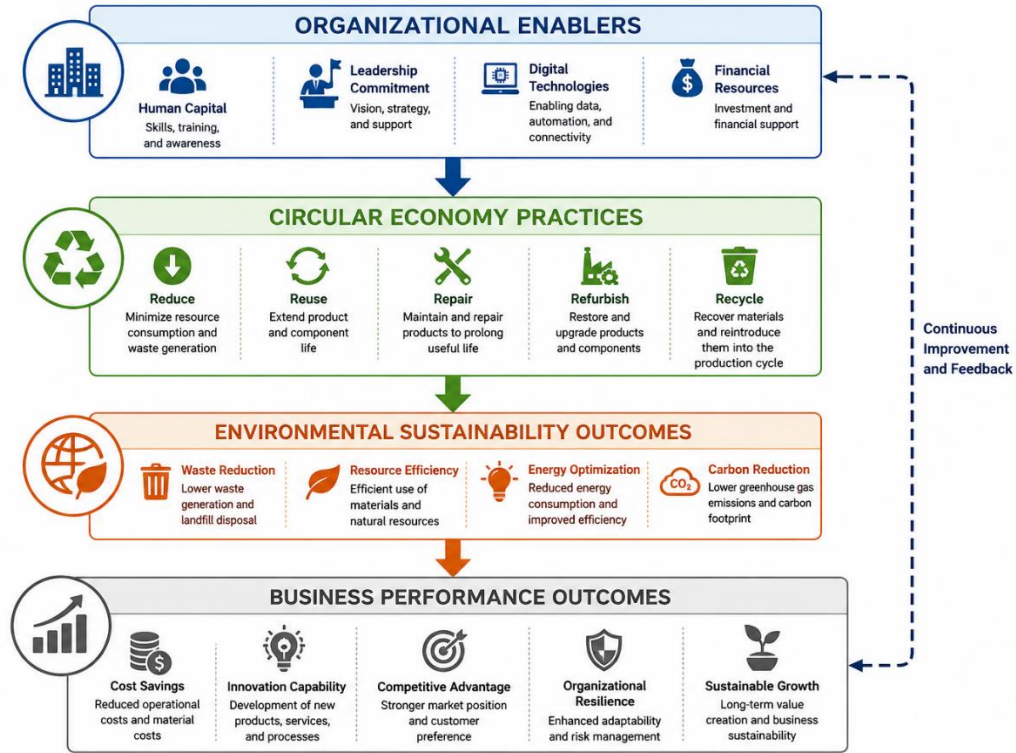 ORGANIZATIONAL ENABLERS
Human Capital
Skills, training,
and awareness
Leadership
Commitment
Vision, strategy,
and support
Digital
Technologies
Enabling data,
automation, and
connectivity
$
Financial
Resources
Investment and
financial support
CIRCULAR ECONOMY PRACTICES
Reduce
Minimize resource
consumption and
waste generation
Reuse
Extend product
and component
life
Repair
Maintain and repair
products to prolong
useful life
Refurbish
Restore and
upgrade products
and components
Recycle
Recover materials
and reintroduce
them into the
production cycle
Continuous
Improvement
and Feedback
ENVIRONMENTAL SUSTAINABILITY OUTCOMES
Waste Reduction
Lower waste
generation and
landfill disposal
Resource Efficiency
Efficient use of
materials and
natural resources
Energy Optimization
Reduced energy
consumption and
improved efficiency
CO₂
Carbon Reduction
Lower greenhouse gas
emissions and carbon
footprint
BUSINESS PERFORMANCE OUTCOMES
$
Cost Savings
Reduced operational
costs and material
costs
Innovation Capability
Development of new
products, services,
and processes
Competitive Advantage
Stronger market position
and customer
preference
Organizational
Resilience
Enhanced adaptability
and risk management
Sustainable Growth
Long-term value
creation and business
sustainability